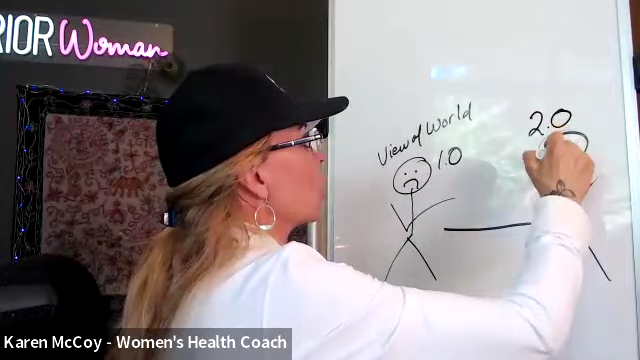 RIOR Woman
View of World
1.0
2.0
Karen McCoy - Women's Health Coach